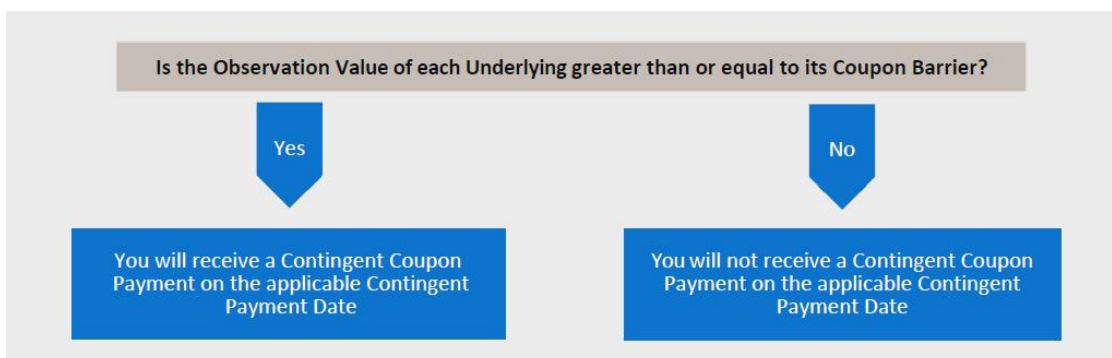 Is the Observation Value of each Underlying greater than or equal to its Coupon Barrier?
Yes
No
You will receive a Contingent Coupon
Payment on the applicable Contingent
Payment Date
You will not receive a Contingent Coupon
Payment on the applicable Contingent
Payment Date